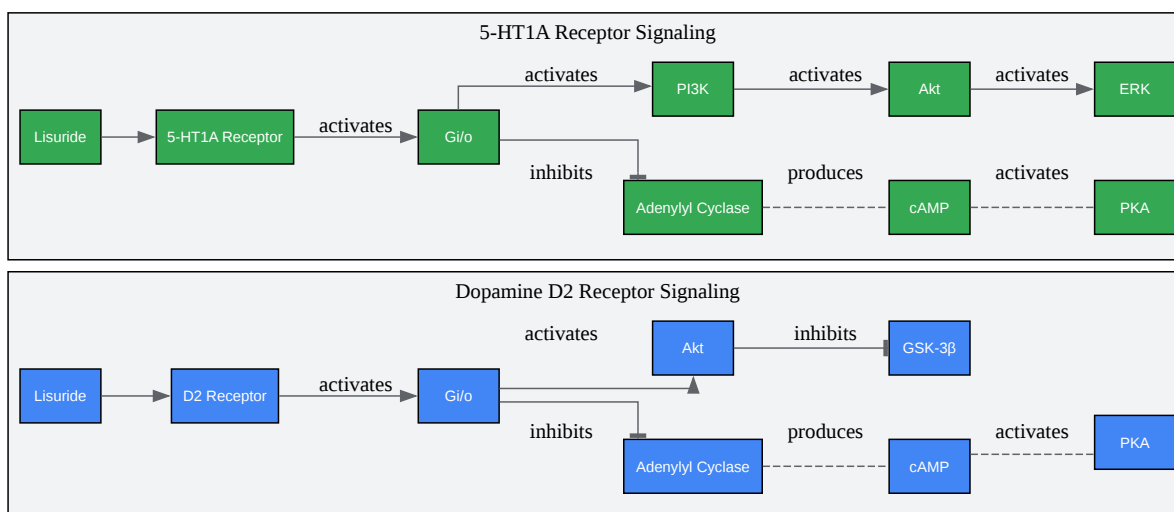 5-HT1A Receptor Signaling
activates
PI3K
activates
Akt
activates
ERK
Lisuride
5-HT1A Receptor
activates
Gi/o
inhibits
Adenylyl Cyclase
produces
cAMP
activates
PKA
Dopamine D2 Receptor Signaling
activates
Akt
inhibits
GSK-3β
Lisuride
D2 Receptor
activates
Gi/o
inhibits
Adenylyl Cyclase
produces
cAMP
activates
PKA